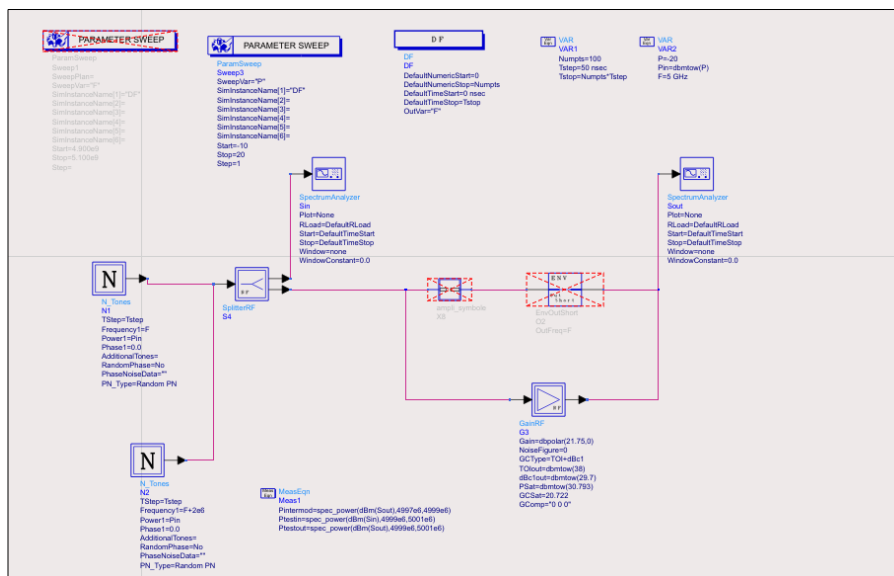 PARAMETER SWEEP
ParamSweep
Sweep1
SweepPlan=
SweepVar="F"
SimInstanceName[1]="DF"
SimInstanceName[2]=
SimInstanceName[3]=
SimInstanceName[4]=
SimInstanceName[5]=
SimInstanceName[6]=
Start=4.900e9
Stop=5.100e9
Step=
PARAMETER SWEEP
ParamSweep
Sweep3
SweepVar="P"
SimInstanceName[1]="DF"
SimInstanceName[2]=
SimInstanceName[3]=
SimInstanceName[4]=
SimInstanceName[5]=
SimInstanceName[6]=
Start=-10
Stop=20
Step=1
DF
DF
DF
DefaultNumericStart=0
DefaultNumericStop=Numpts
DefaultTimeStart=0 nsec
DefaultTimeStop=Tstop
OutVar="F"
VAR
VAR1
Numpts=100
Tstep=50 nsec
Tstop=Numpts*Tstep
VAR
VAR2
P=-20
Pin=dbmtow(P)
F=5 GHz
SpectrumAnalyzer
Sin
Plot=None
RLoad=DefaultRLoad
Start=DefaultTimeStart
Stop=DefaultTimeStop
Window=none
WindowConstant=0.0
SpectrumAnalyzer
Sout
Plot=None
RLoad=DefaultRLoad
Start=DefaultTimeStart
Stop=DefaultTimeStop
Window=none
WindowConstant=0.0
N
N_Tones
N1
TStep=Tstep
Frequency1=F
Power1=Pin
Phase1=0.0
AdditionalTones=
RandomPhase=No
PhaseNoiseData=""
PN_Type=Random PN
RF
SplitterRF
S4
ampli_symbole
ENV
Short
EnvOutShort
O2
OutFreq=F
RF
GainRF
G3
Gain=dbpolar(21.75,0)
NoiseFigure=0
GCType=TOI+dBc1
TOIout=dbmtow(38)
dBc1out=dbmtow(29.7)
PSat=dbmtow(30.793)
GCSat=20.722
GComp="0 0 0"
N
N_Tones
N2
TStep=Tstep
Frequency1=F+2e6
Power1=Pin
Phase1=0.0
AdditionalTones=
RandomPhase=No
PhaseNoiseData=""
PN_Type=Random PN
Meas
Eqn
MeasEqn
Meas1
Pintermod=spec_power(dBm(Sout),4997e6,4999e6)
Ptestin=spec_power(dBm(Sin),4999e6,5001e6)
Ptestout=spec_power(dBm(Sout),4999e6,5001e6)